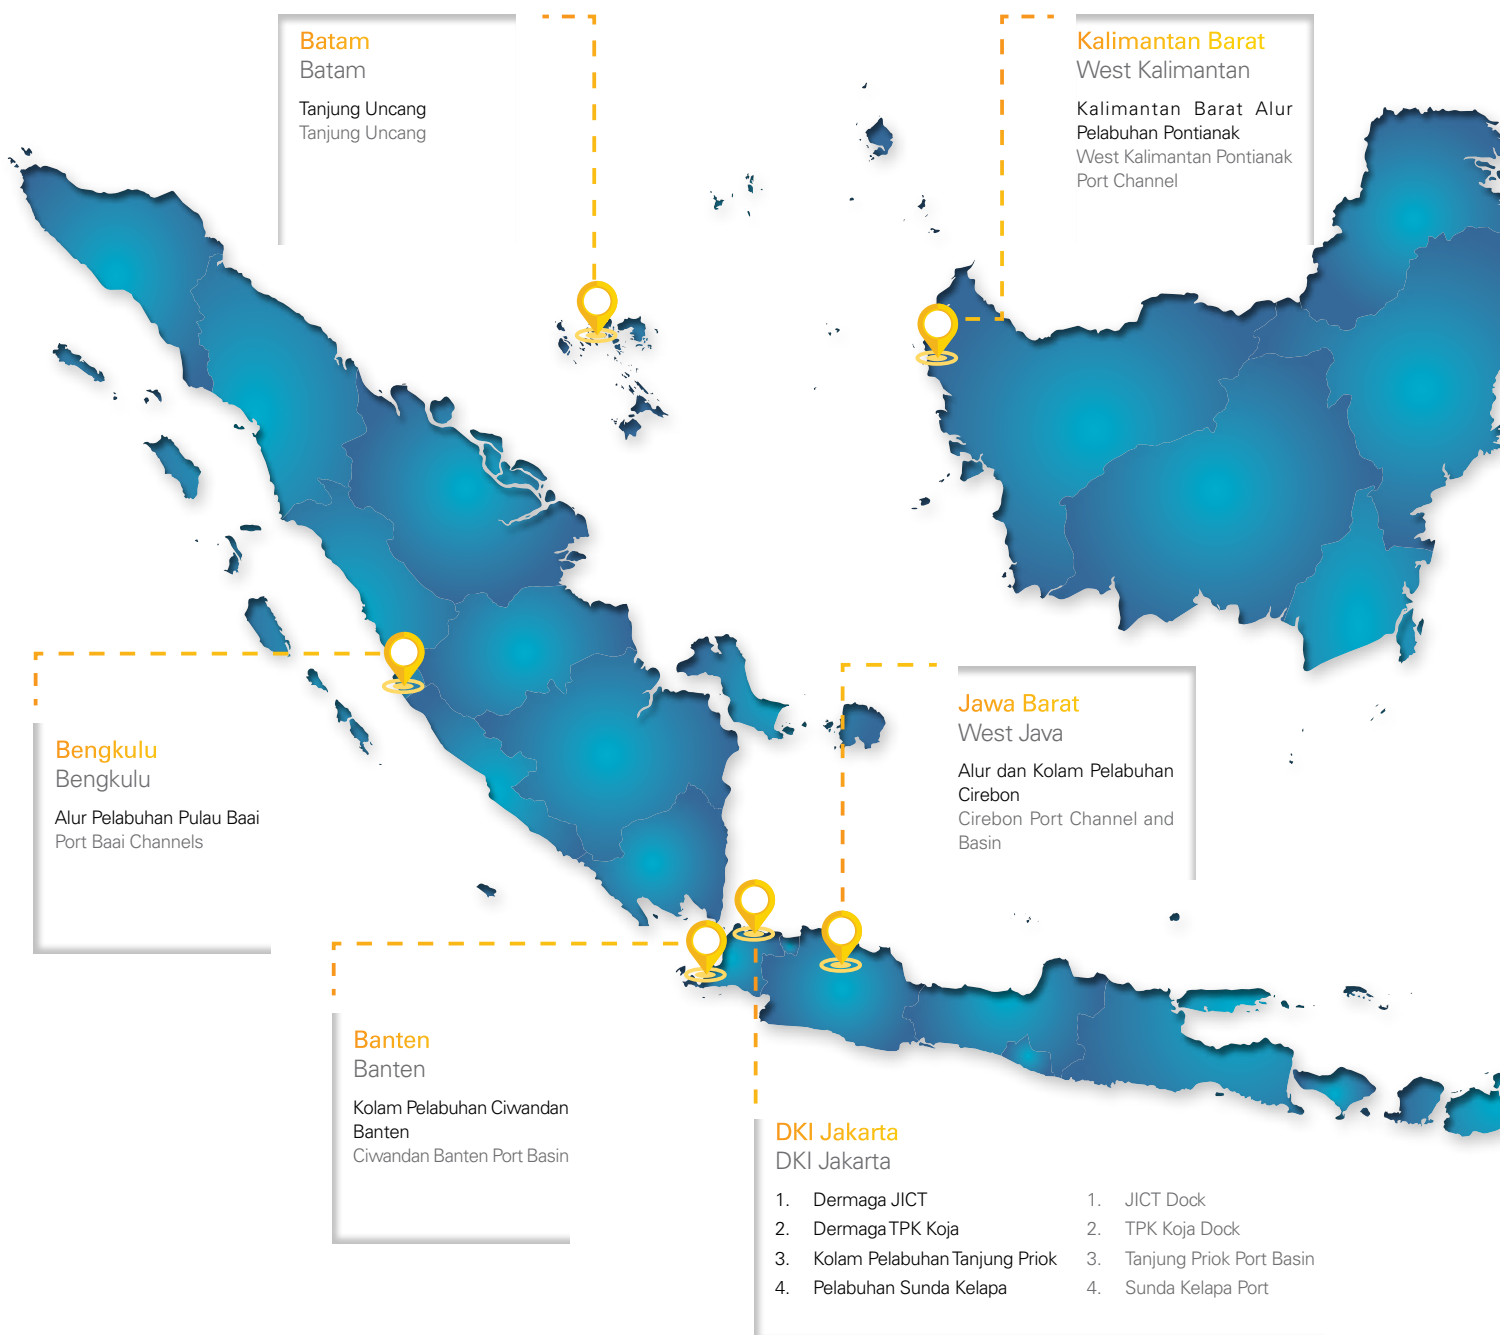 Batam
Batam
Tanjung Uncang
Tanjung Uncang
Kalimantan Barat
West Kalimantan
Kalimantan Barat Alur
Pelabuhan Pontianak
West Kalimantan Pontianak
Port Channel
Bengkulu
Bengkulu
Alur Pelabuhan Pulau Baai
Port Baai Channels
Jawa Barat
West Java
Alur dan Kolam Pelabuhan
Cirebon
Cirebon Port Channel and
Basin
Banten
Banten
Kolam Pelabuhan Ciwandan
Banten
Ciwandan Banten Port Basin
DKI Jakarta
DKI Jakarta
1. Dermaga JICT
2. Dermaga TPK Koja
3. Kolam Pelabuhan Tanjung Priok
4. Pelabuhan Sunda Kelapa
1. JICT Dock
2. TPK Koja Dock
3. Tanjung Priok Port Basin
4. Sunda Kelapa Port